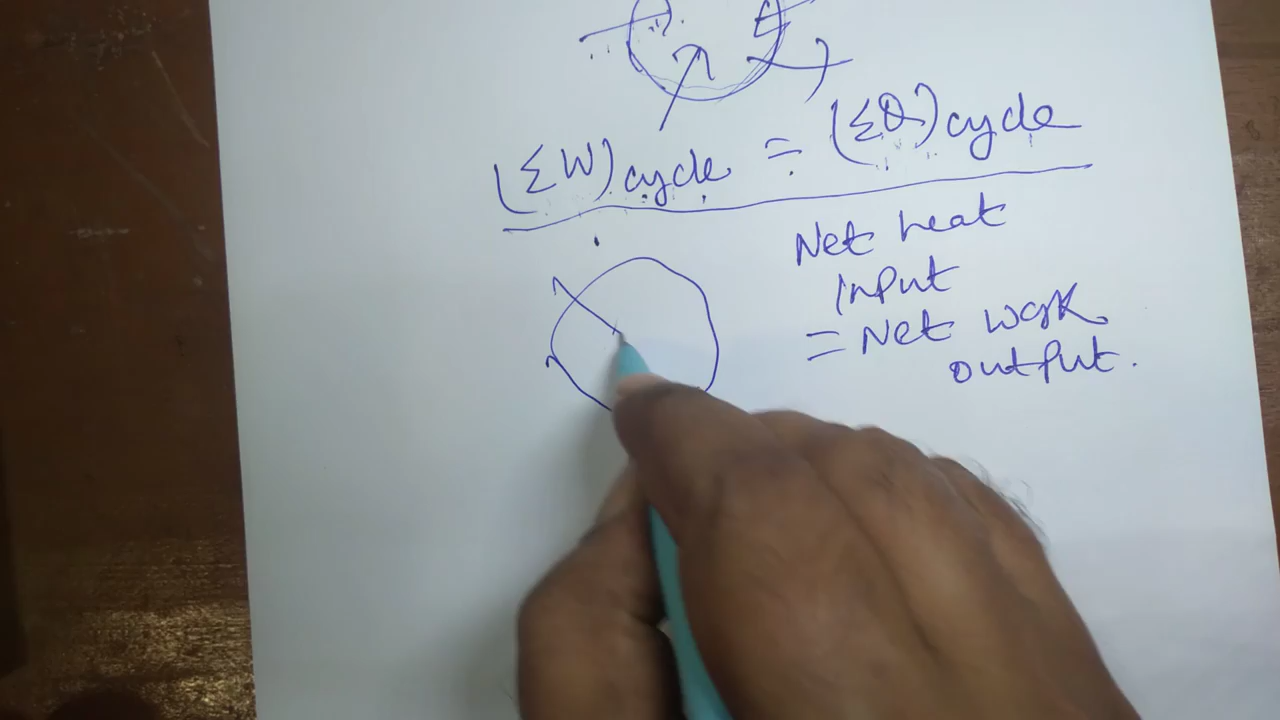 (ΣW)cycle = (ΣQ)cycle
Net heat
input
= Net work
output.